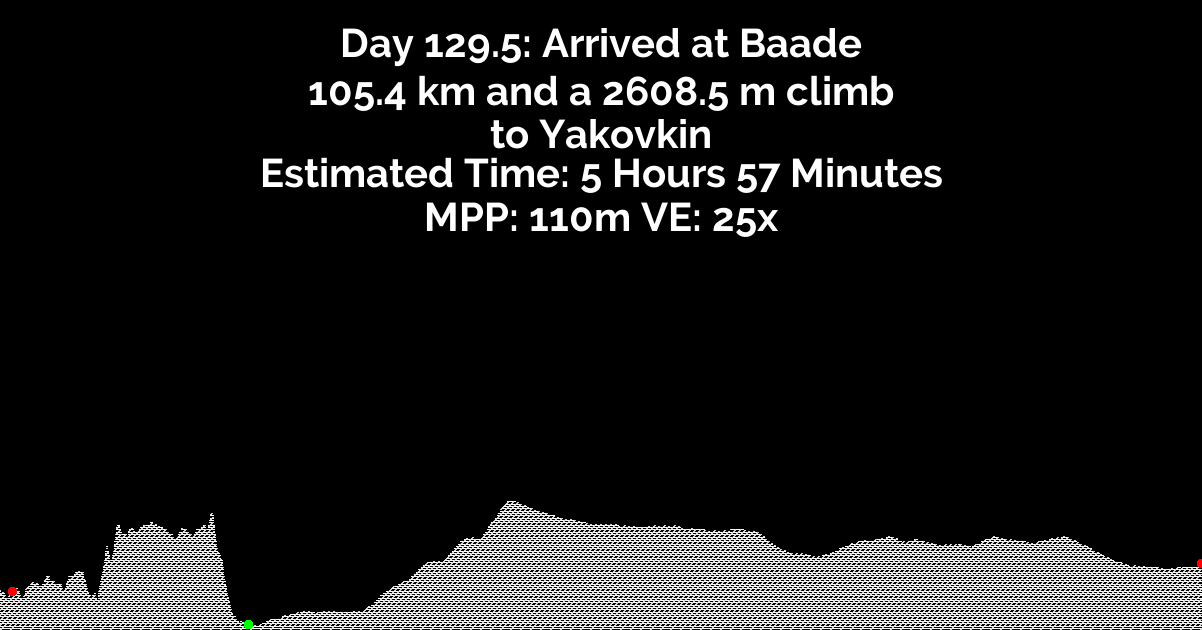 Day 129.5: Arrived at Baade
105.4 km and a 2608.5 m climb
to Yakovkin
Estimated Time: 5 Hours 57 Minutes
MPP: 110m VE: 25x